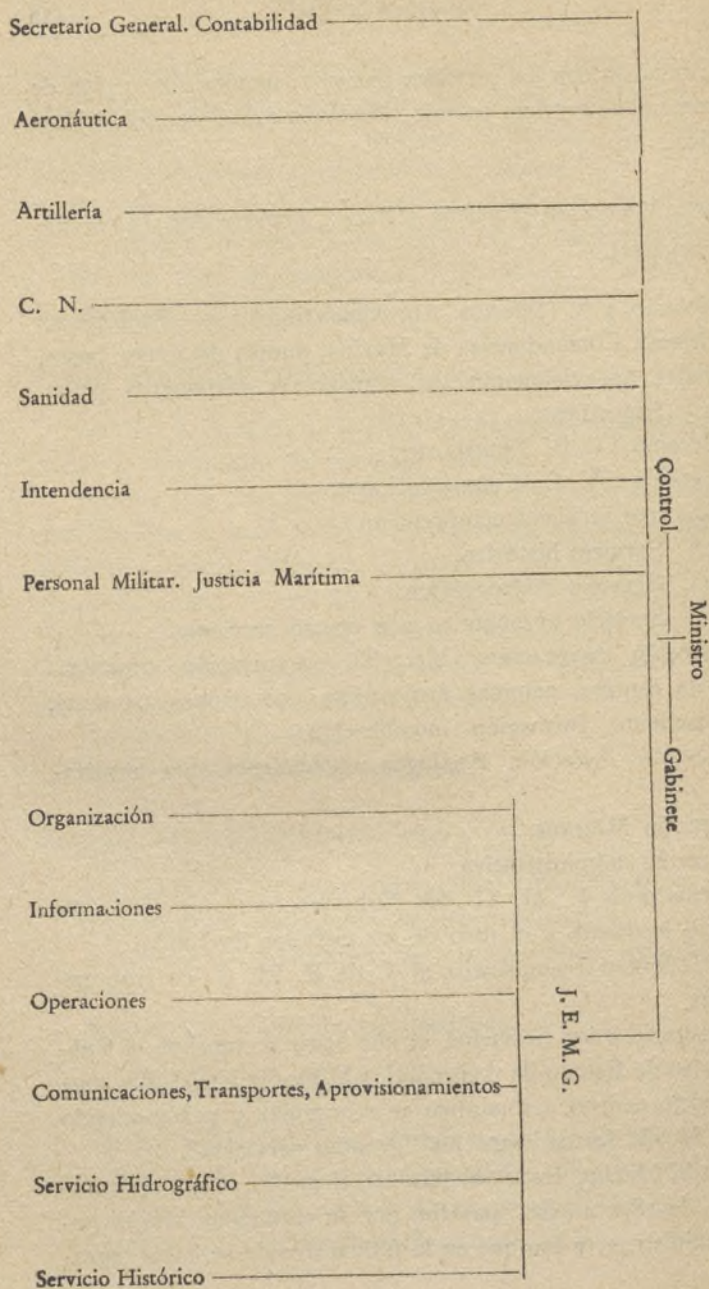 Secretario General. Contabilidad
Aeronáutica
Artillería
C. N.
Sanidad
Intendencia
Personal Militar. Justicia Marítima
Control
Ministro
Gabinete
Organización
Informaciones
Operaciones
J. E. M. G.
Comunicaciones, Transportes, Aprovisionamientos
Servicio Hidrográfico
Servicio Histórico